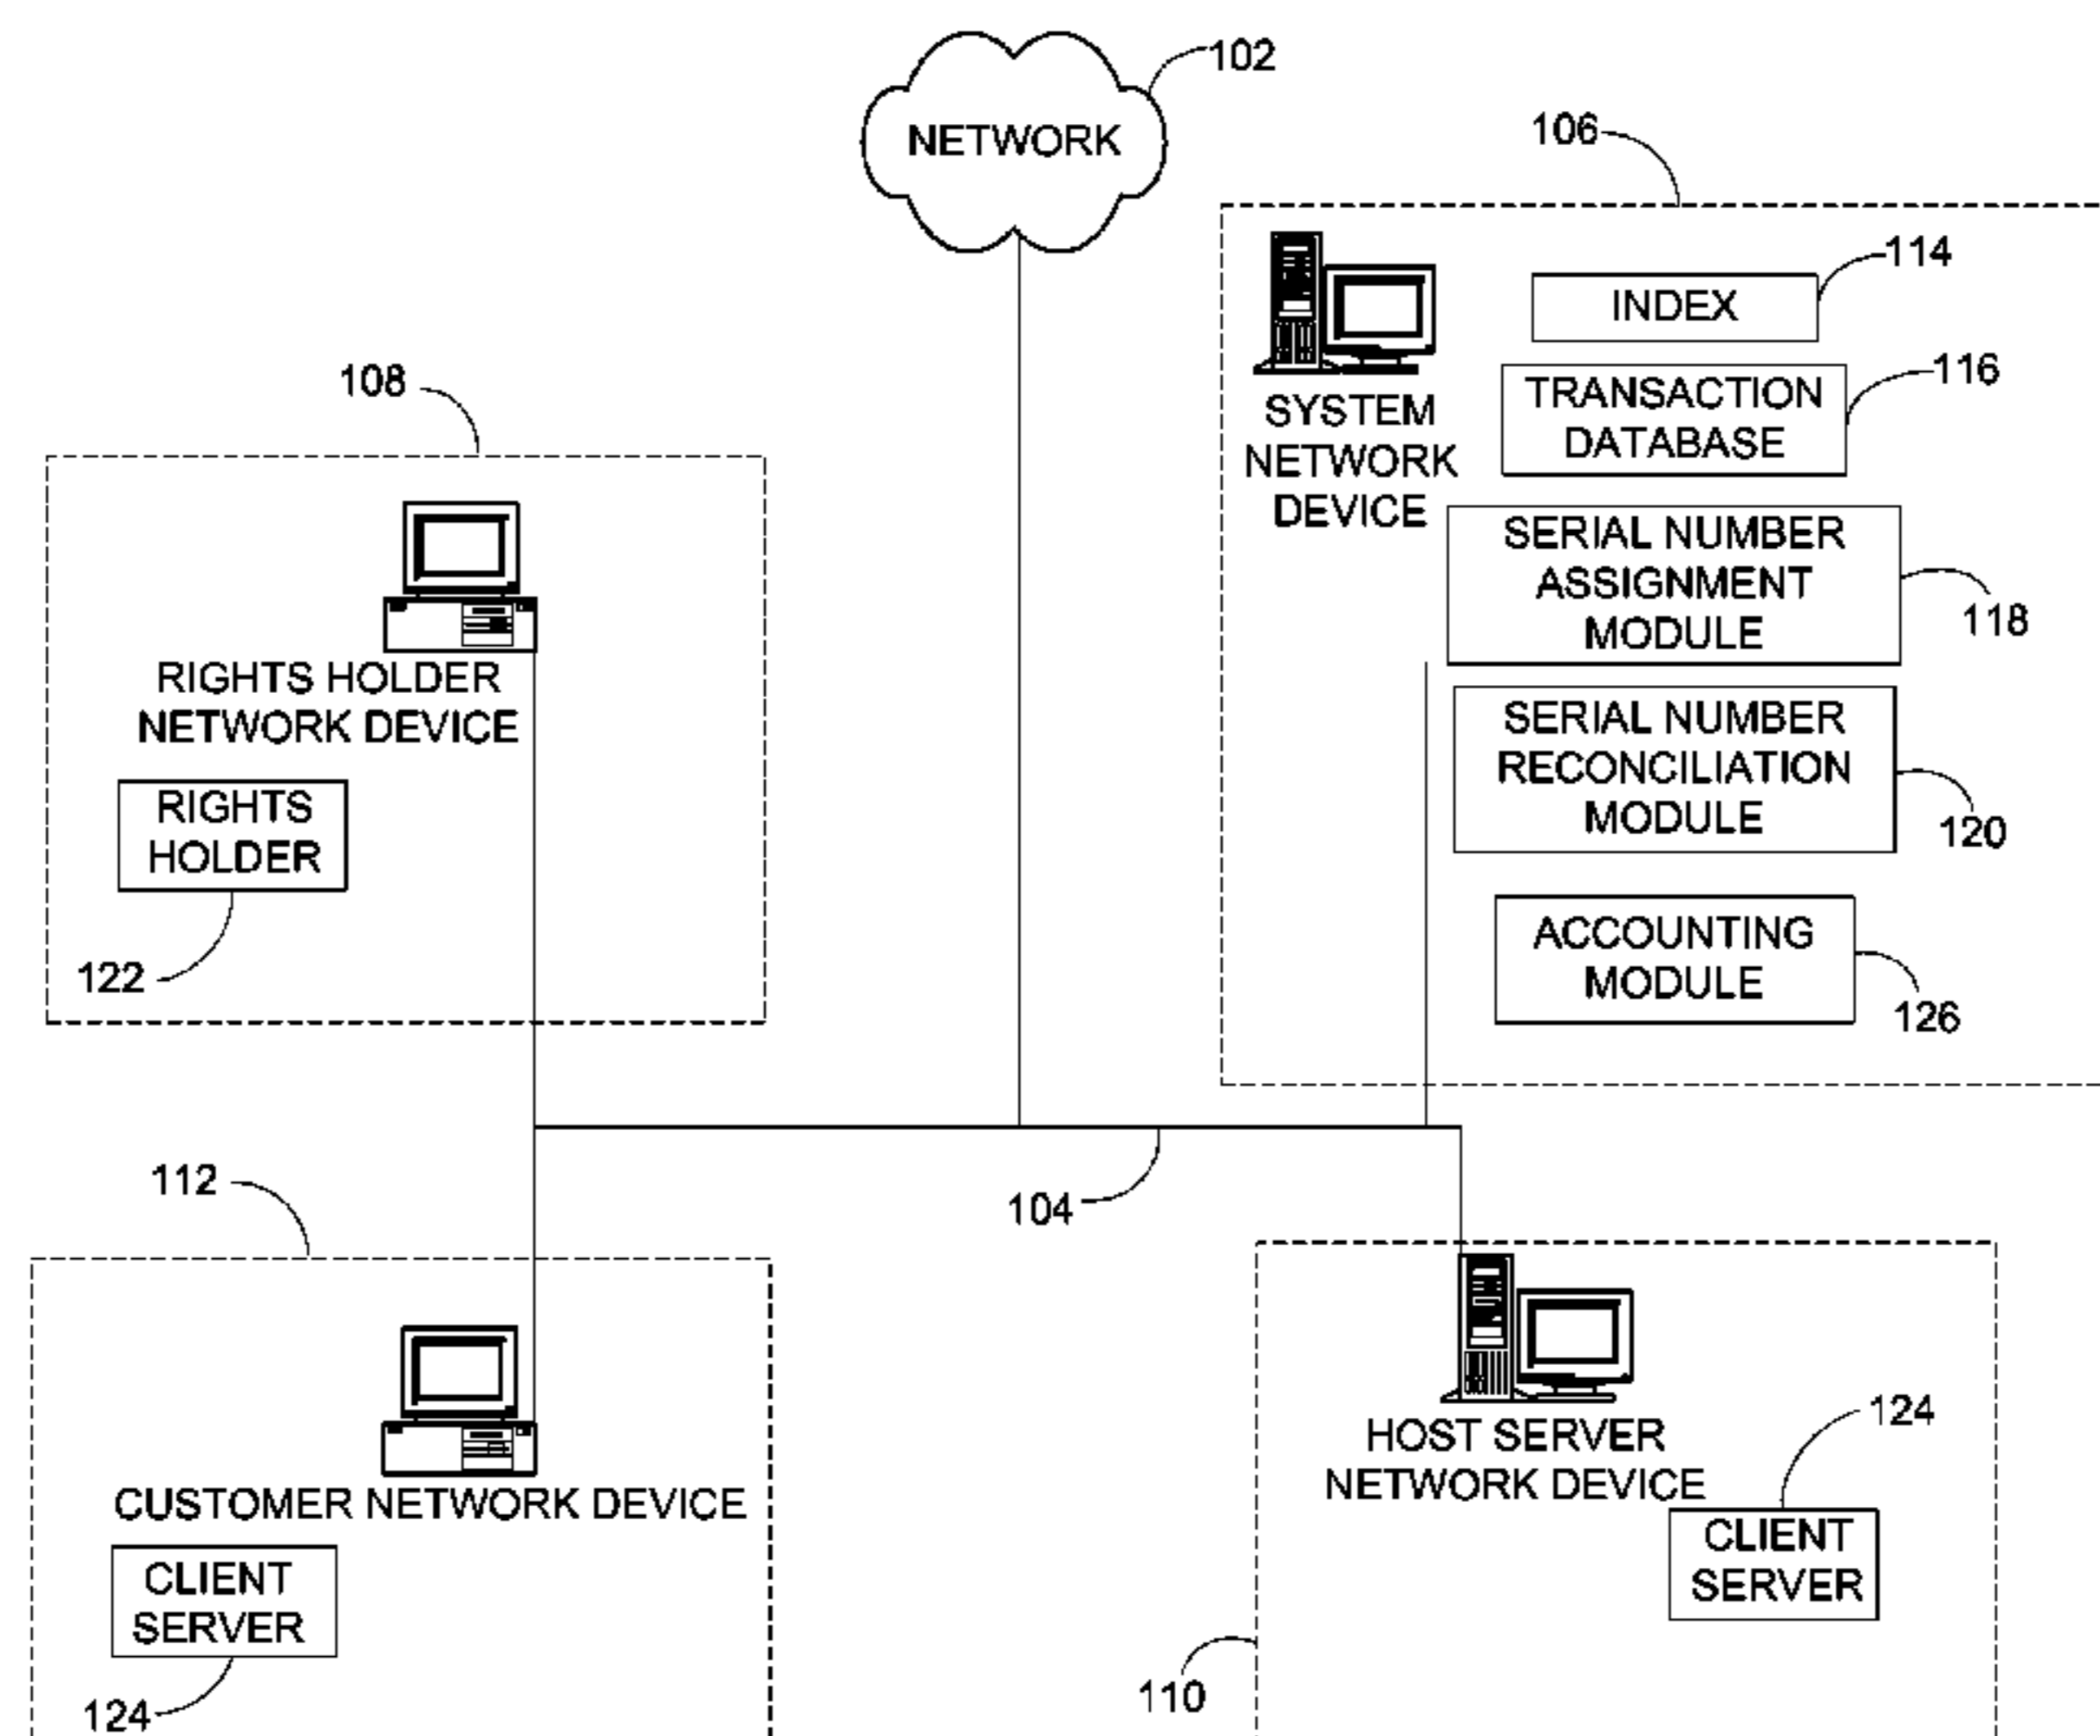 102
NETWORK
106
114
INDEX
116
TRANSACTION
DATABASE
SYSTEM
NETWORK
DEVICE
SERIAL NUMBER
ASSIGNMENT
MODULE
118
SERIAL NUMBER
RECONCILIATION
MODULE
120
ACCOUNTING
MODULE
126
108
RIGHTS HOLDER
NETWORK DEVICE
RIGHTS
HOLDER
122
104
112
CUSTOMER NETWORK DEVICE
CLIENT
SERVER
124
HOST SERVER
NETWORK DEVICE
124
CLIENT
SERVER
110